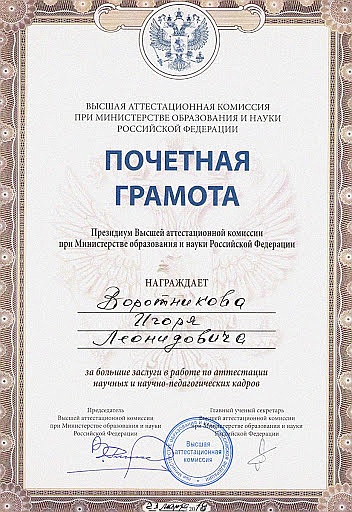 ВЫСШАЯ АТТЕСТАЦИОННАЯ КОМИССИЯ
ПРИ МИНИСТЕРСТВЕ ОБРАЗОВАНИЯ И НАУКИ
РОССИЙСКОЙ ФЕДЕРАЦИИ
ПОЧЕТНАЯ
ГРАМОТА
Президиум Высшей аттестационной комиссии
при Министерстве образования и науки Российской Федерации
НАГРАЖДАЕТ
Воротникова
Игоря
Леонидовича
за большие заслуги в работе по аттестации
научных и научно-педагогических кадров
Председатель
Высшей аттестационной комиссии
при Министерстве образования и науки
Российской Федерации
Главный ученый секретарь
Высшей аттестационной комиссии
при Министерстве образования и науки
Российской Федерации
Высшая
аттестационная
комиссия